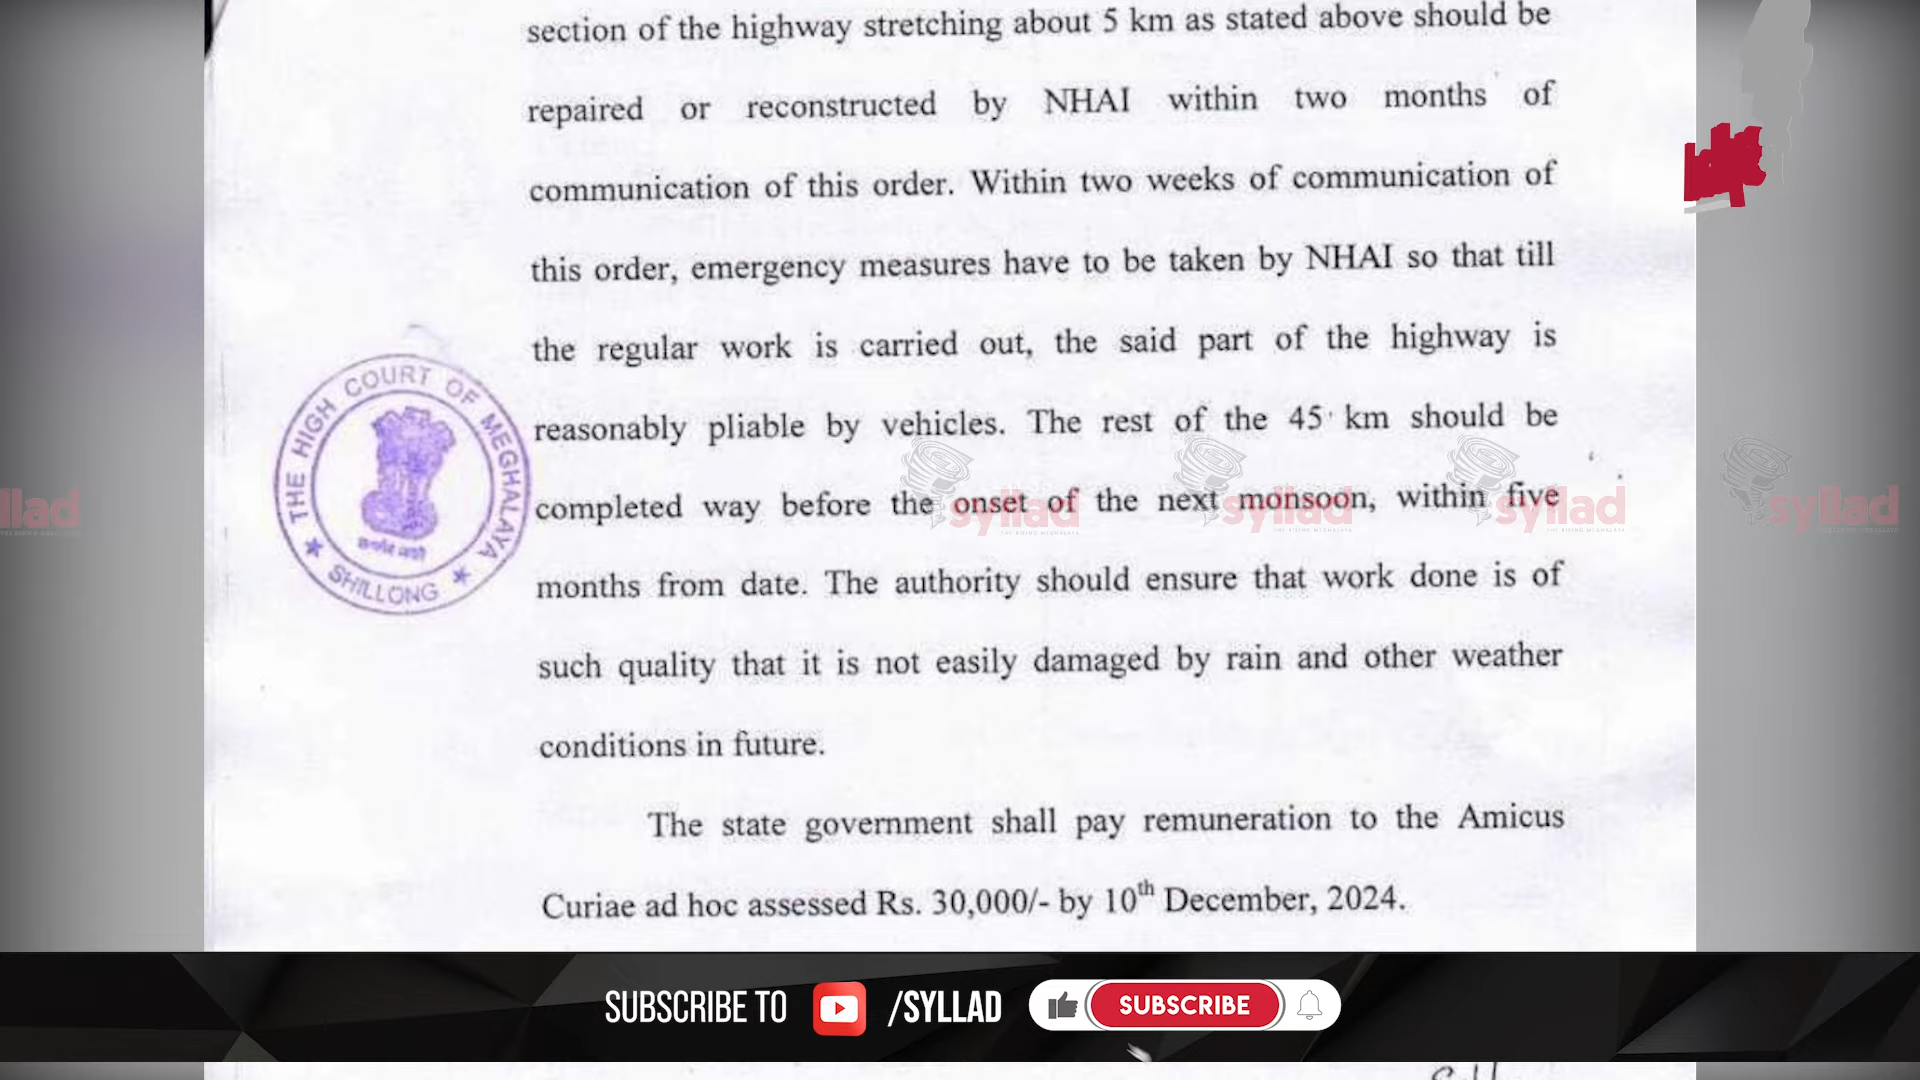 section of the highway stretching about 5 km as stated above should be
repaired or reconstructed by NHAI within two months of
communication of this order. Within two weeks of communication of
this order, emergency measures have to be taken by NHAI so that till
the regular work is carried out, the said part of the highway is
reasonably pliable by vehicles. The rest of the 45 km should be
completed way before the onset of the next monsoon, within five
months from date. The authority should ensure that work done is of
such quality that it is not easily damaged by rain and other weather
conditions in future.
The state government shall pay remuneration to the Amicus
Curiae ad hoc assessed Rs. 30,000/- by 10th December, 2024.
THE HIGH COURT OF MEGHALAYA
SHILLONG
सत्यमेव जयते
llad
syllad
syllad
syllad
syllad
SUBSCRIBE TO /SYLLAD SUBSCRIBE